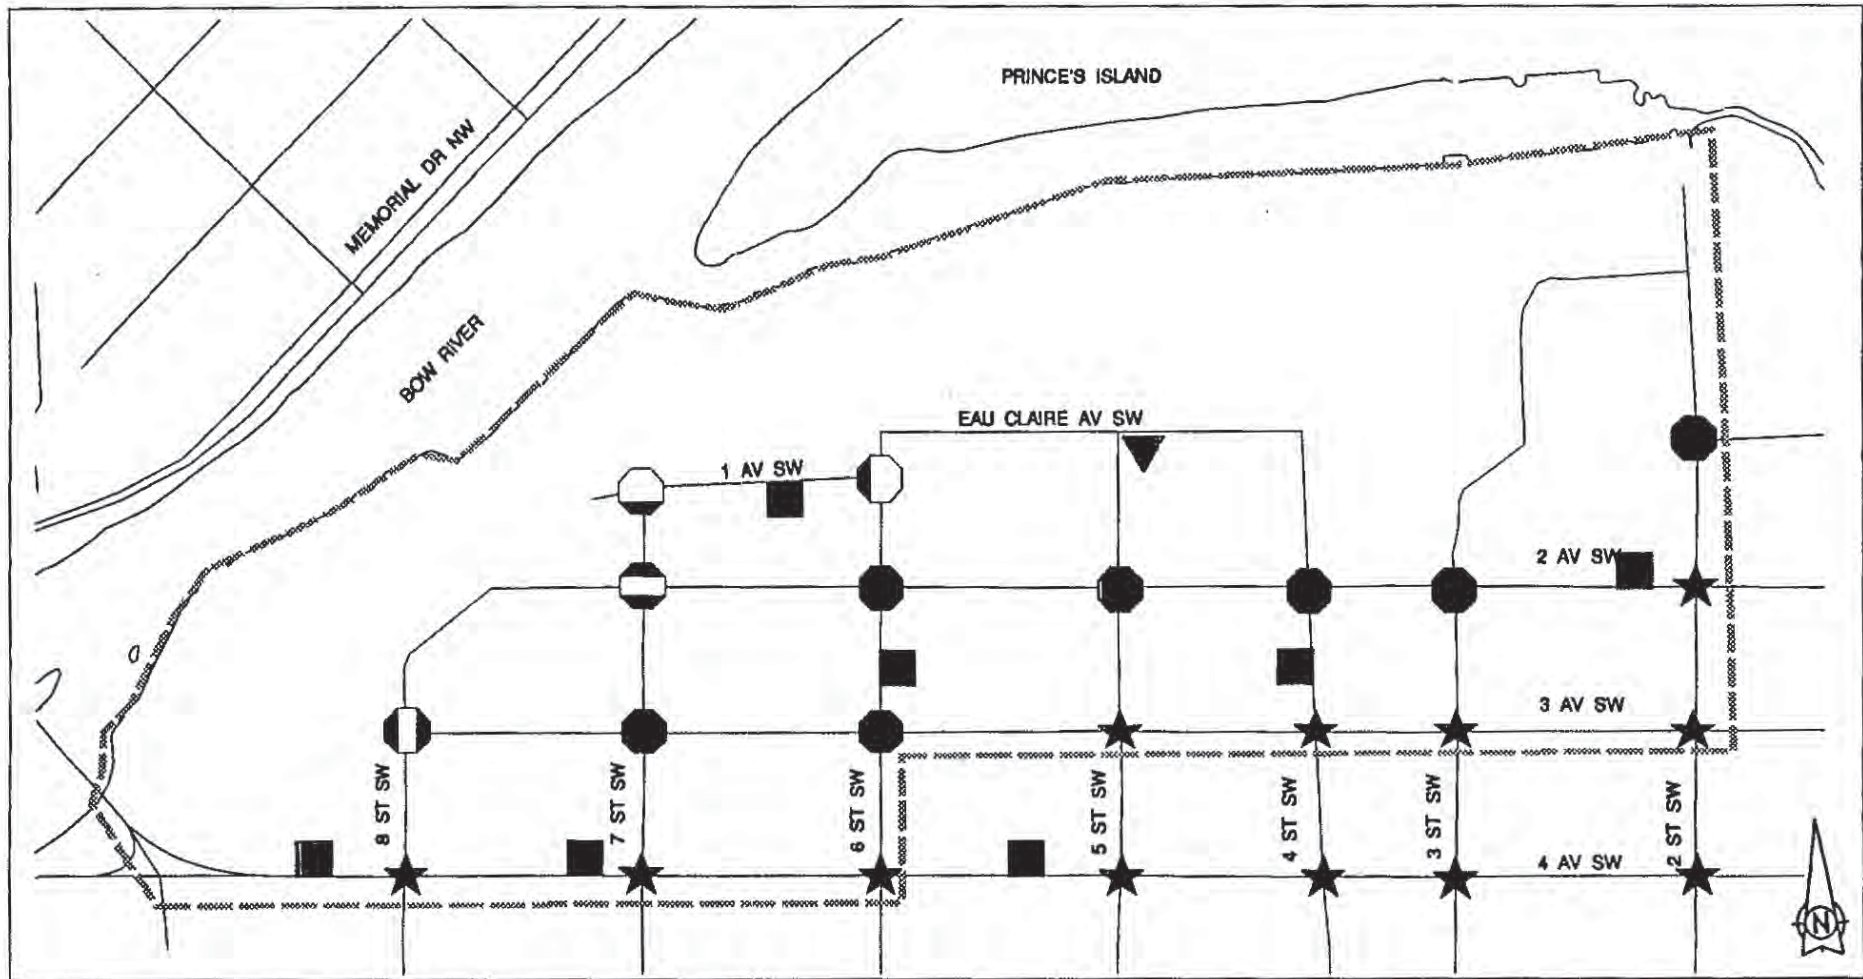 PRINCE'S ISLAND
MEMORIAL DR NW
BOW RIVER
EAU CLAIRE AV SW
1 AV SW
2 AV SW
3 AV SW
8 ST SW
7 ST SW
6 ST SW
5 ST SW
4 ST SW
3 ST SW
2 ST SW
4 AV SW
N